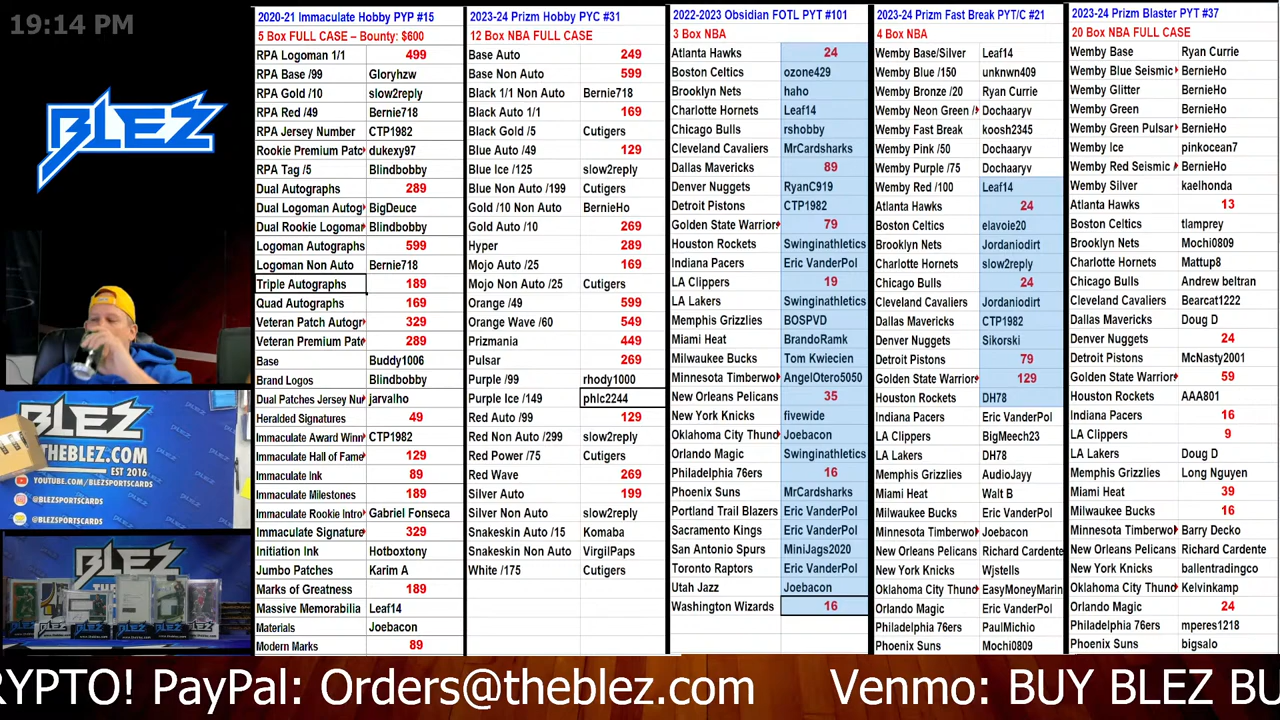 19:14 PM
BLEZ
BLEZ
THEBLEZ.COM
EST 2016
YOUTUBE.COM/BLEZSPORTSCARDS
@BLEZSPORTSCARDS
@BLEZSPORTSCARDS
BLEZ
2020-21 Immaculate Hobby PYP #15
5 Box FULL CASE – Bounty: $600
RPA Logoman 1/1 499
RPA Base /99 Gloryhzw
RPA Gold /10 slow2reply
RPA Red /49 Bernie718
RPA Jersey Number CTP1982
Rookie Premium Patc dukexy97
RPA Tag /5 Blindbobby
Dual Autographs 289
Dual Logoman Autog BigDeuce
Dual Rookie Logoma Blindbobby
Logoman Autographs 599
Logoman Non Auto Bernie718
Triple Autographs 189
Quad Autographs 169
Veteran Patch Autogr 329
Veteran Premium Pat 289
Base Buddy1006
Brand Logos Blindbobby
Dual Patches Jersey Nu jarvalho
Heralded Signatures 49
Immaculate Award Winn CTP1982
Immaculate Hall of Fame 129
Immaculate Ink 89
Immaculate Milestones 189
Immaculate Rookie Intro Gabriel Fonseca
Immaculate Signature 329
Initiation Ink Hotboxtony
Jumbo Patches Karim A
Marks of Greatness 189
Massive Memorabilia Leaf14
Materials Joebacon
Modern Marks 89
2023-24 Prizm Hobby PYC #31
12 Box NBA FULL CASE
Base Auto 249
Base Non Auto 599
Black 1/1 Non Auto Bernie718
Black Auto 1/1 169
Black Gold /5 Cutigers
Blue Auto /49 129
Blue Ice /125 slow2reply
Blue Non Auto /199 Cutigers
Gold /10 Non Auto BernieHo
Gold Auto /10 269
Hyper 289
Mojo Auto /25 169
Mojo Non Auto /25 Cutigers
Orange /49 599
Orange Wave /60 549
Prizmania 449
Pulsar 269
Purple /99 rhody1000
Purple Ice /149 phlc2244
Red Auto /99 129
Red Non Auto /299 slow2reply
Red Power /75 Cutigers
Red Wave 269
Silver Auto 199
Silver Non Auto slow2reply
Snakeskin Auto /15 Komaba
Snakeskin Non Auto VirgilPaps
White /175 Cutigers
2022-2023 Obsidian FOTL PYT #101
3 Box NBA
Atlanta Hawks 24
Boston Celtics ozone429
Brooklyn Nets haho
Charlotte Hornets Leaf14
Chicago Bulls rshobby
Cleveland Cavaliers MrCardsharks
Dallas Mavericks 89
Denver Nuggets RyanC919
Detroit Pistons CTP1982
Golden State Warriors 79
Houston Rockets Swinginathletics
Indiana Pacers Eric VanderPol
LA Clippers 19
LA Lakers Swinginathletics
Memphis Grizzlies BOSPVD
Miami Heat BrandoRamk
Milwaukee Bucks Tom Kwiecien
Minnesota Timberwo AngelOtero5050
New Orleans Pelicans 35
New York Knicks fivewide
Oklahoma City Thund Joebacon
Orlando Magic Swinginathletics
Philadelphia 76ers 16
Phoenix Suns MrCardsharks
Portland Trail Blazers Eric VanderPol
Sacramento Kings Eric VanderPol
San Antonio Spurs MiniJags2020
Toronto Raptors Eric VanderPol
Utah Jazz Joebacon
Washington Wizards 16
2023-24 Prizm Fast Break PYT/C #21
4 Box NBA
Wemby Base/Silver Leaf14
Wemby Blue /150 unknwn409
Wemby Bronze /20 Ryan Currie
Wemby Neon Green / Dochaaryv
Wemby Fast Break koosh2345
Wemby Pink /50 Dochaaryv
Wemby Purple /75 Dochaaryv
Wemby Red /100 Leaf14
Atlanta Hawks 24
Boston Celtics elavoie20
Brooklyn Nets Jordaniodirt
Charlotte Hornets slow2reply
Chicago Bulls 24
Cleveland Cavaliers Jordaniodirt
Dallas Mavericks CTP1982
Denver Nuggets Sikorski
Detroit Pistons 79
Golden State Warrior 129
Houston Rockets DH78
Indiana Pacers Eric VanderPol
LA Clippers BigMeech23
LA Lakers DH78
Memphis Grizzlies AudioJayy
Miami Heat Walt B
Milwaukee Bucks Eric VanderPol
Minnesota Timberwo Joebacon
New Orleans Pelicans Richard Cardente
New York Knicks Wjstells
Oklahoma City Thun EasyMoneyMarin
Orlando Magic Eric VanderPol
Philadelphia 76ers PaulMichio
Phoenix Suns Mochi0809
2023-24 Prizm Blaster PYT #37
20 Box NBA FULL CASE
Wemby Base Ryan Currie
Wemby Blue Seismic BernieHo
Wemby Glitter BernieHo
Wemby Green BernieHo
Wemby Green Pulsar BernieHo
Wemby Ice pinkocean7
Wemby Red Seismic BernieHo
Wemby Silver kaelhonda
Atlanta Hawks 13
Boston Celtics tlamprey
Brooklyn Nets Mochi0809
Charlotte Hornets Mattup8
Chicago Bulls Andrew beltran
Cleveland Cavaliers Bearcat1222
Dallas Mavericks Doug D
Denver Nuggets 24
Detroit Pistons McNasty2001
Golden State Warrior 59
Houston Rockets AAA801
Indiana Pacers 16
LA Clippers 9
LA Lakers Doug D
Memphis Grizzlies Long Nguyen
Miami Heat 39
Milwaukee Bucks 16
Minnesota Timberwo Barry Decko
New Orleans Pelicans Richard Cardente
New York Knicks ballentradingco
Oklahoma City Thun Kelvinkamp
Orlando Magic 24
Philadelphia 76ers mperes1218
Phoenix Suns bigsalo
RYPTO! PayPal: Orders@theblez.com Venmo: BUY BLEZ BU